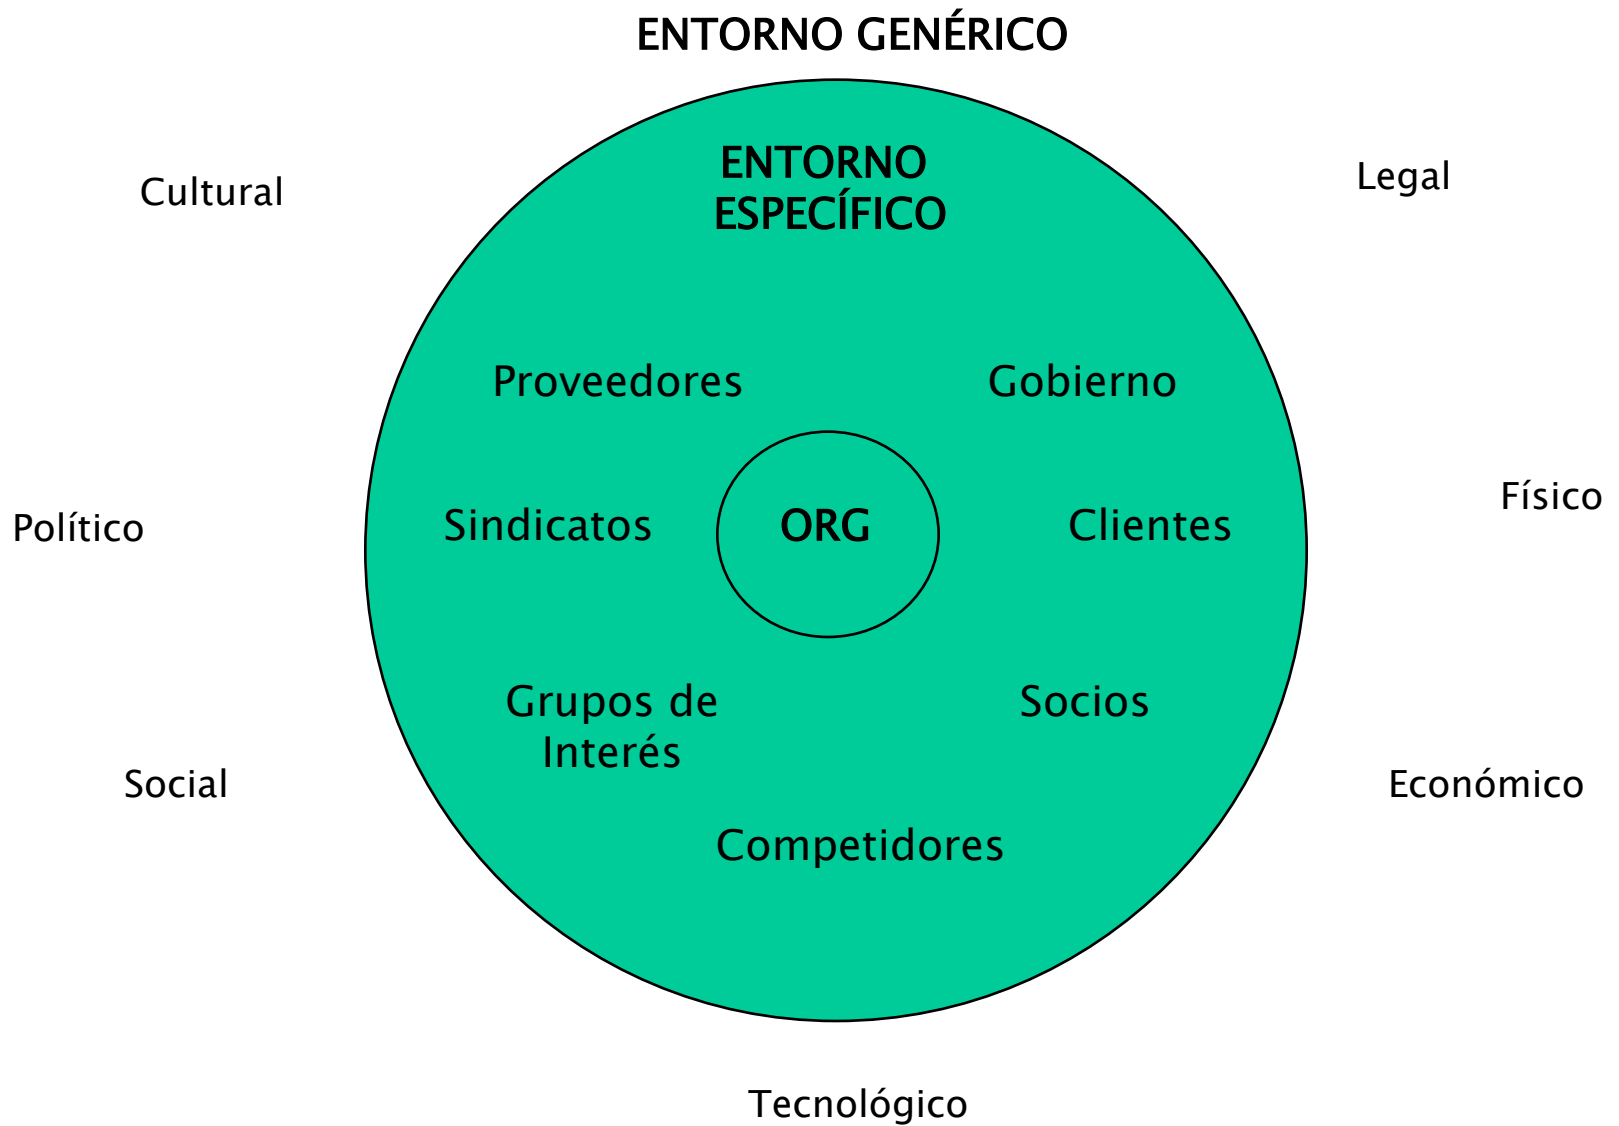 ENTORNO GENÉRICO
ENTORNO
ESPECÍFICO
Cultural
Legal
Proveedores
Gobierno
Político
Sindicatos
ORG
Clientes
Físico
Grupos de
Interés
Socios
Social
Económico
Competidores
Tecnológico